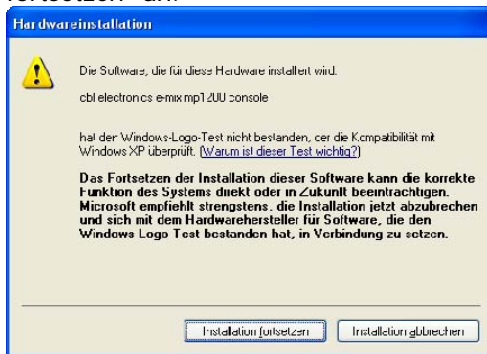 Hardwareinstallation
Die Software, die für diese Hardware installiert wird:
cbl electronics e-mix mp1200 console
hat der Windows-Logo-Test nicht bestanden, der die Kompatibilität mit
Windows XP überprüft. (Warum ist dieser Test wichtig?)
Das Fortsetzen der Installation dieser Software kann die korrekte
Funktion des Systems direkt oder in Zukunft beeinträchtigen.
Microsoft empfiehlt strengstens, die Installation jetzt abzubrechen
und sich mit dem Hardwarehersteller für Software, die den
Windows Logo Test bestanden hat, in Verbindung zu setzen.
Installation fortsetzen
Installation abbrechen